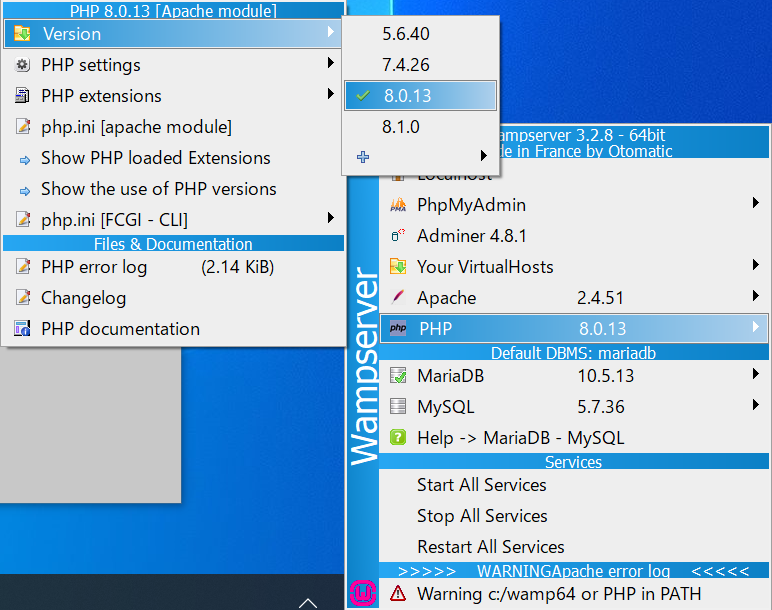 PHP 8.0.13 [Apache module]
Version
PHP settings
PHP extensions
php.ini [apache module]
Show PHP loaded Extensions
Show the use of PHP versions
php.ini [FCGI - CLI]
Files & Documentation
PHP error log (2.14 KiB)
Changelog
PHP documentation
5.6.40
7.4.26
8.0.13
8.1.0
Wampserver
ampserver 3.2.8 - 64bit
de in France by Otomatic
Localhost
PhpMyAdmin
Adminer 4.8.1
Your VirtualHosts
Apache 2.4.51
php PHP 8.0.13
Default DBMS: mariadb
MariaDB 10.5.13
MySQL 5.7.36
Help -> MariaDB - MySQL
Services
Start All Services
Stop All Services
Restart All Services
>>>>> WARNINGApache error log <<<<<
Warning c:/wamp64 or PHP in PATH